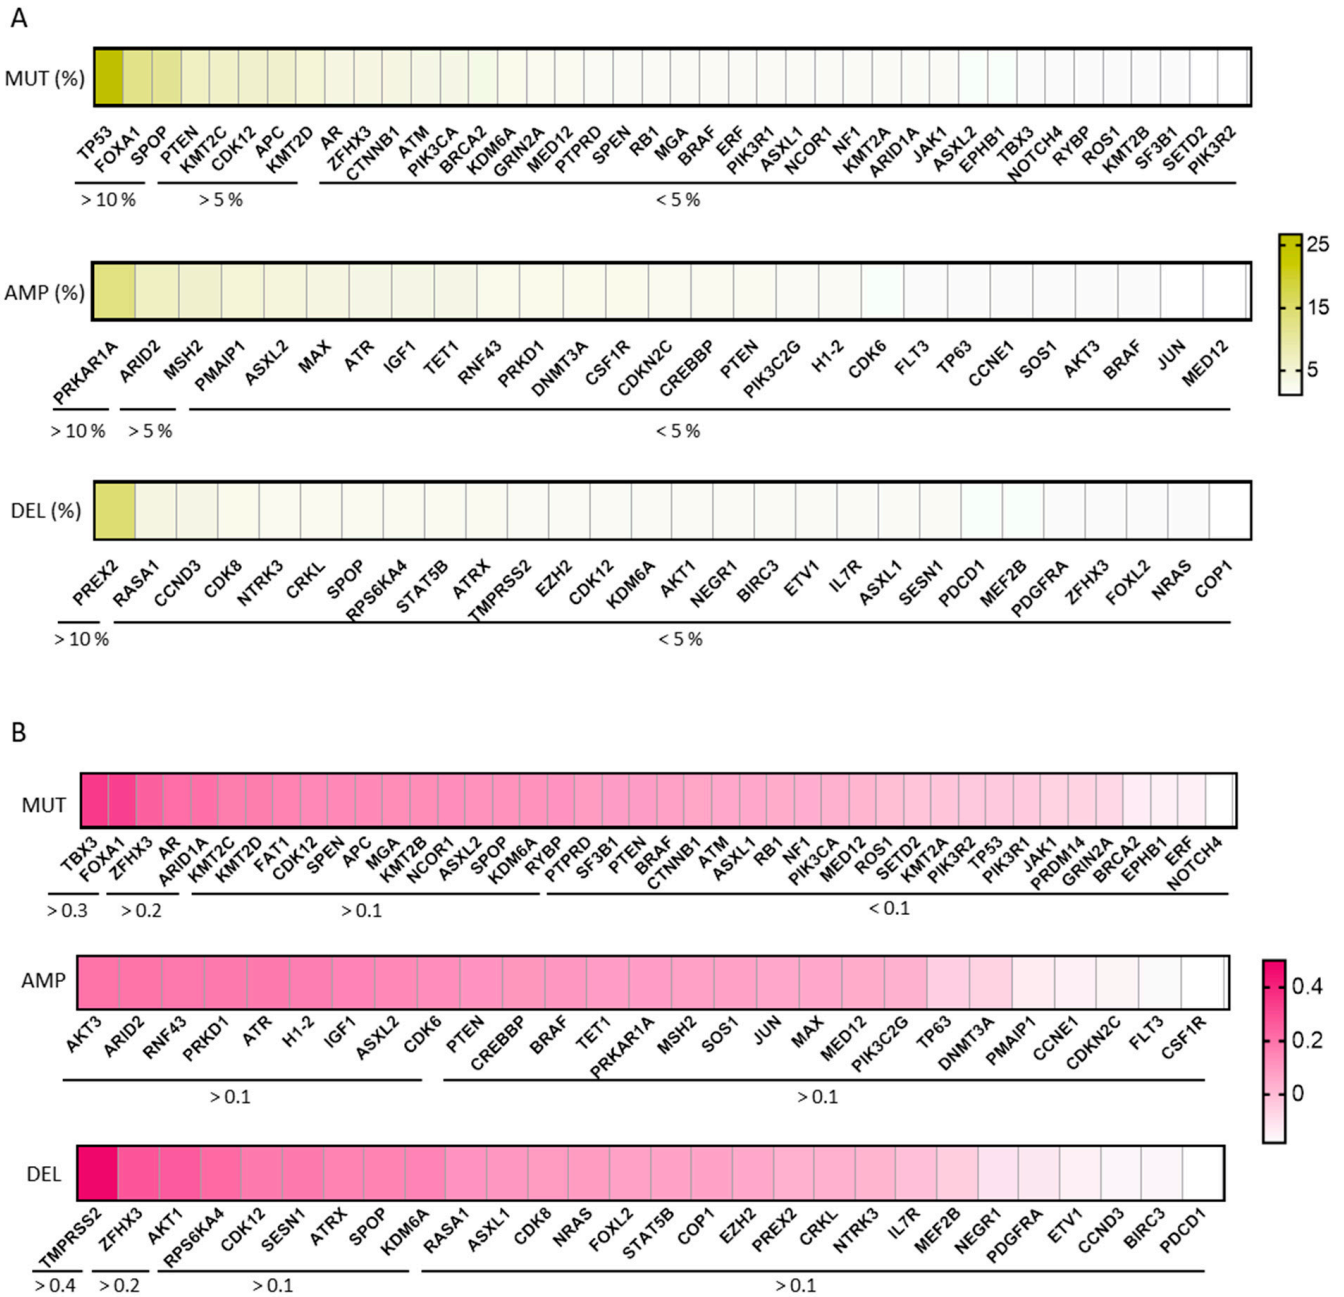 A
MUT (%)
TP53 FOXA1 SPOP PTEN KMT2C CDK12 APC KMT2D AR ZFHX3 CTNNB1 ATM PIK3CA BRCA2 KDM6A GRIN2A MED12 PTPRD SPEN RB1 MGA BRAF ERF PIK3R1 ASXL1 NCOR1 NF1 KMT2A ARID1A JAK1 ASXL2 EPHB1 TBX3 NOTCH4 RYBP ROS1 KMT2B SF3B1 SETD2 PIK3R2
> 10 % > 5 % < 5 %
25
15
5
AMP (%)
PRKAR1A ARID2 MSH2 PMAIP1 ASXL2 MAX ATR IGF1 TET1 RNF43 PRKD1 DNMT3A CSF1R CDKN2C CREBBP PTEN PIK3C2G H1-2 CDK6 FLT3 TP63 CCNE1 SOS1 AKT3 BRAF JUN MED12
> 10 % > 5 % < 5 %
DEL (%)
PREX2 RASA1 CCND3 CDK8 NTRK3 CRKL SPOP RPS6KA4 STAT5B ATRX TMPRSS2 EZH2 CDK12 KDM6A AKT1 NEGR1 BIRC3 ETV1 IL7R ASXL1 SESN1 PDCD1 MEF2B PDGFRA ZFHX3 FOXL2 NRAS COP1
> 10 % < 5 %
B
MUT
TBX3 FOXA1 ZFHX3 AR ARID1A KMT2C KMT2D FAT1 CDK12 SPEN APC MGA KMT2B NCOR1 ASXL2 SPOP KDM6A RYBP PTPRD SF3B1 PTEN BRAF CTNNB1 ATM ASXL1 RB1 NF1 PIK3CA MED12 ROS1 SETD2 KMT2A PIK3R2 TP53 PIK3R1 JAK1 PRDM14 GRIN2A BRCA2 EPHB1 ERF NOTCH4
> 0.3 > 0.2 > 0.1 < 0.1
AMP
AKT3 ARID2 RNF43 PRKD1 ATR H1-2 IGF1 ASXL2 CDK6 PTEN CREBBP BRAF TET1 PRKAR1A MSH2 SOS1 JUN MAX MED12 PIK3C2G TP63 DNMT3A PMAIP1 CCNE1 CDKN2C FLT3 CSF1R
> 0.1 > 0.1
0.4
0.2
0
DEL
TMPRSS2 ZFHX3 AKT1 RPS6KA4 CDK12 SESN1 ATRX SPOP KDM6A RASA1 ASXL1 CDK8 NRAS FOXL2 STAT5B COP1 EZH2 PREX2 CRKL NTRK3 IL7R MEF2B NEGR1 PDGFRA ETV1 CCND3 BIRC3 PDCD1
> 0.4 > 0.2 > 0.1 > 0.1